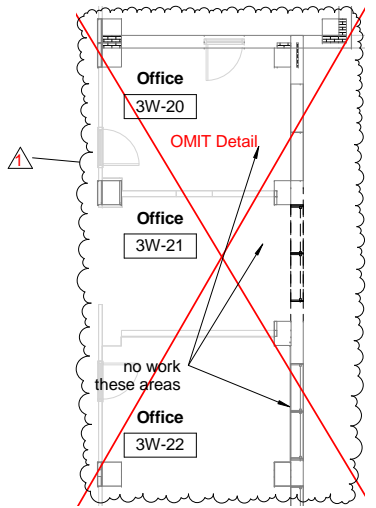 Office
3W-20
OMIT Detail
1
Office
3W-21
no work
these areas
Office
3W-22